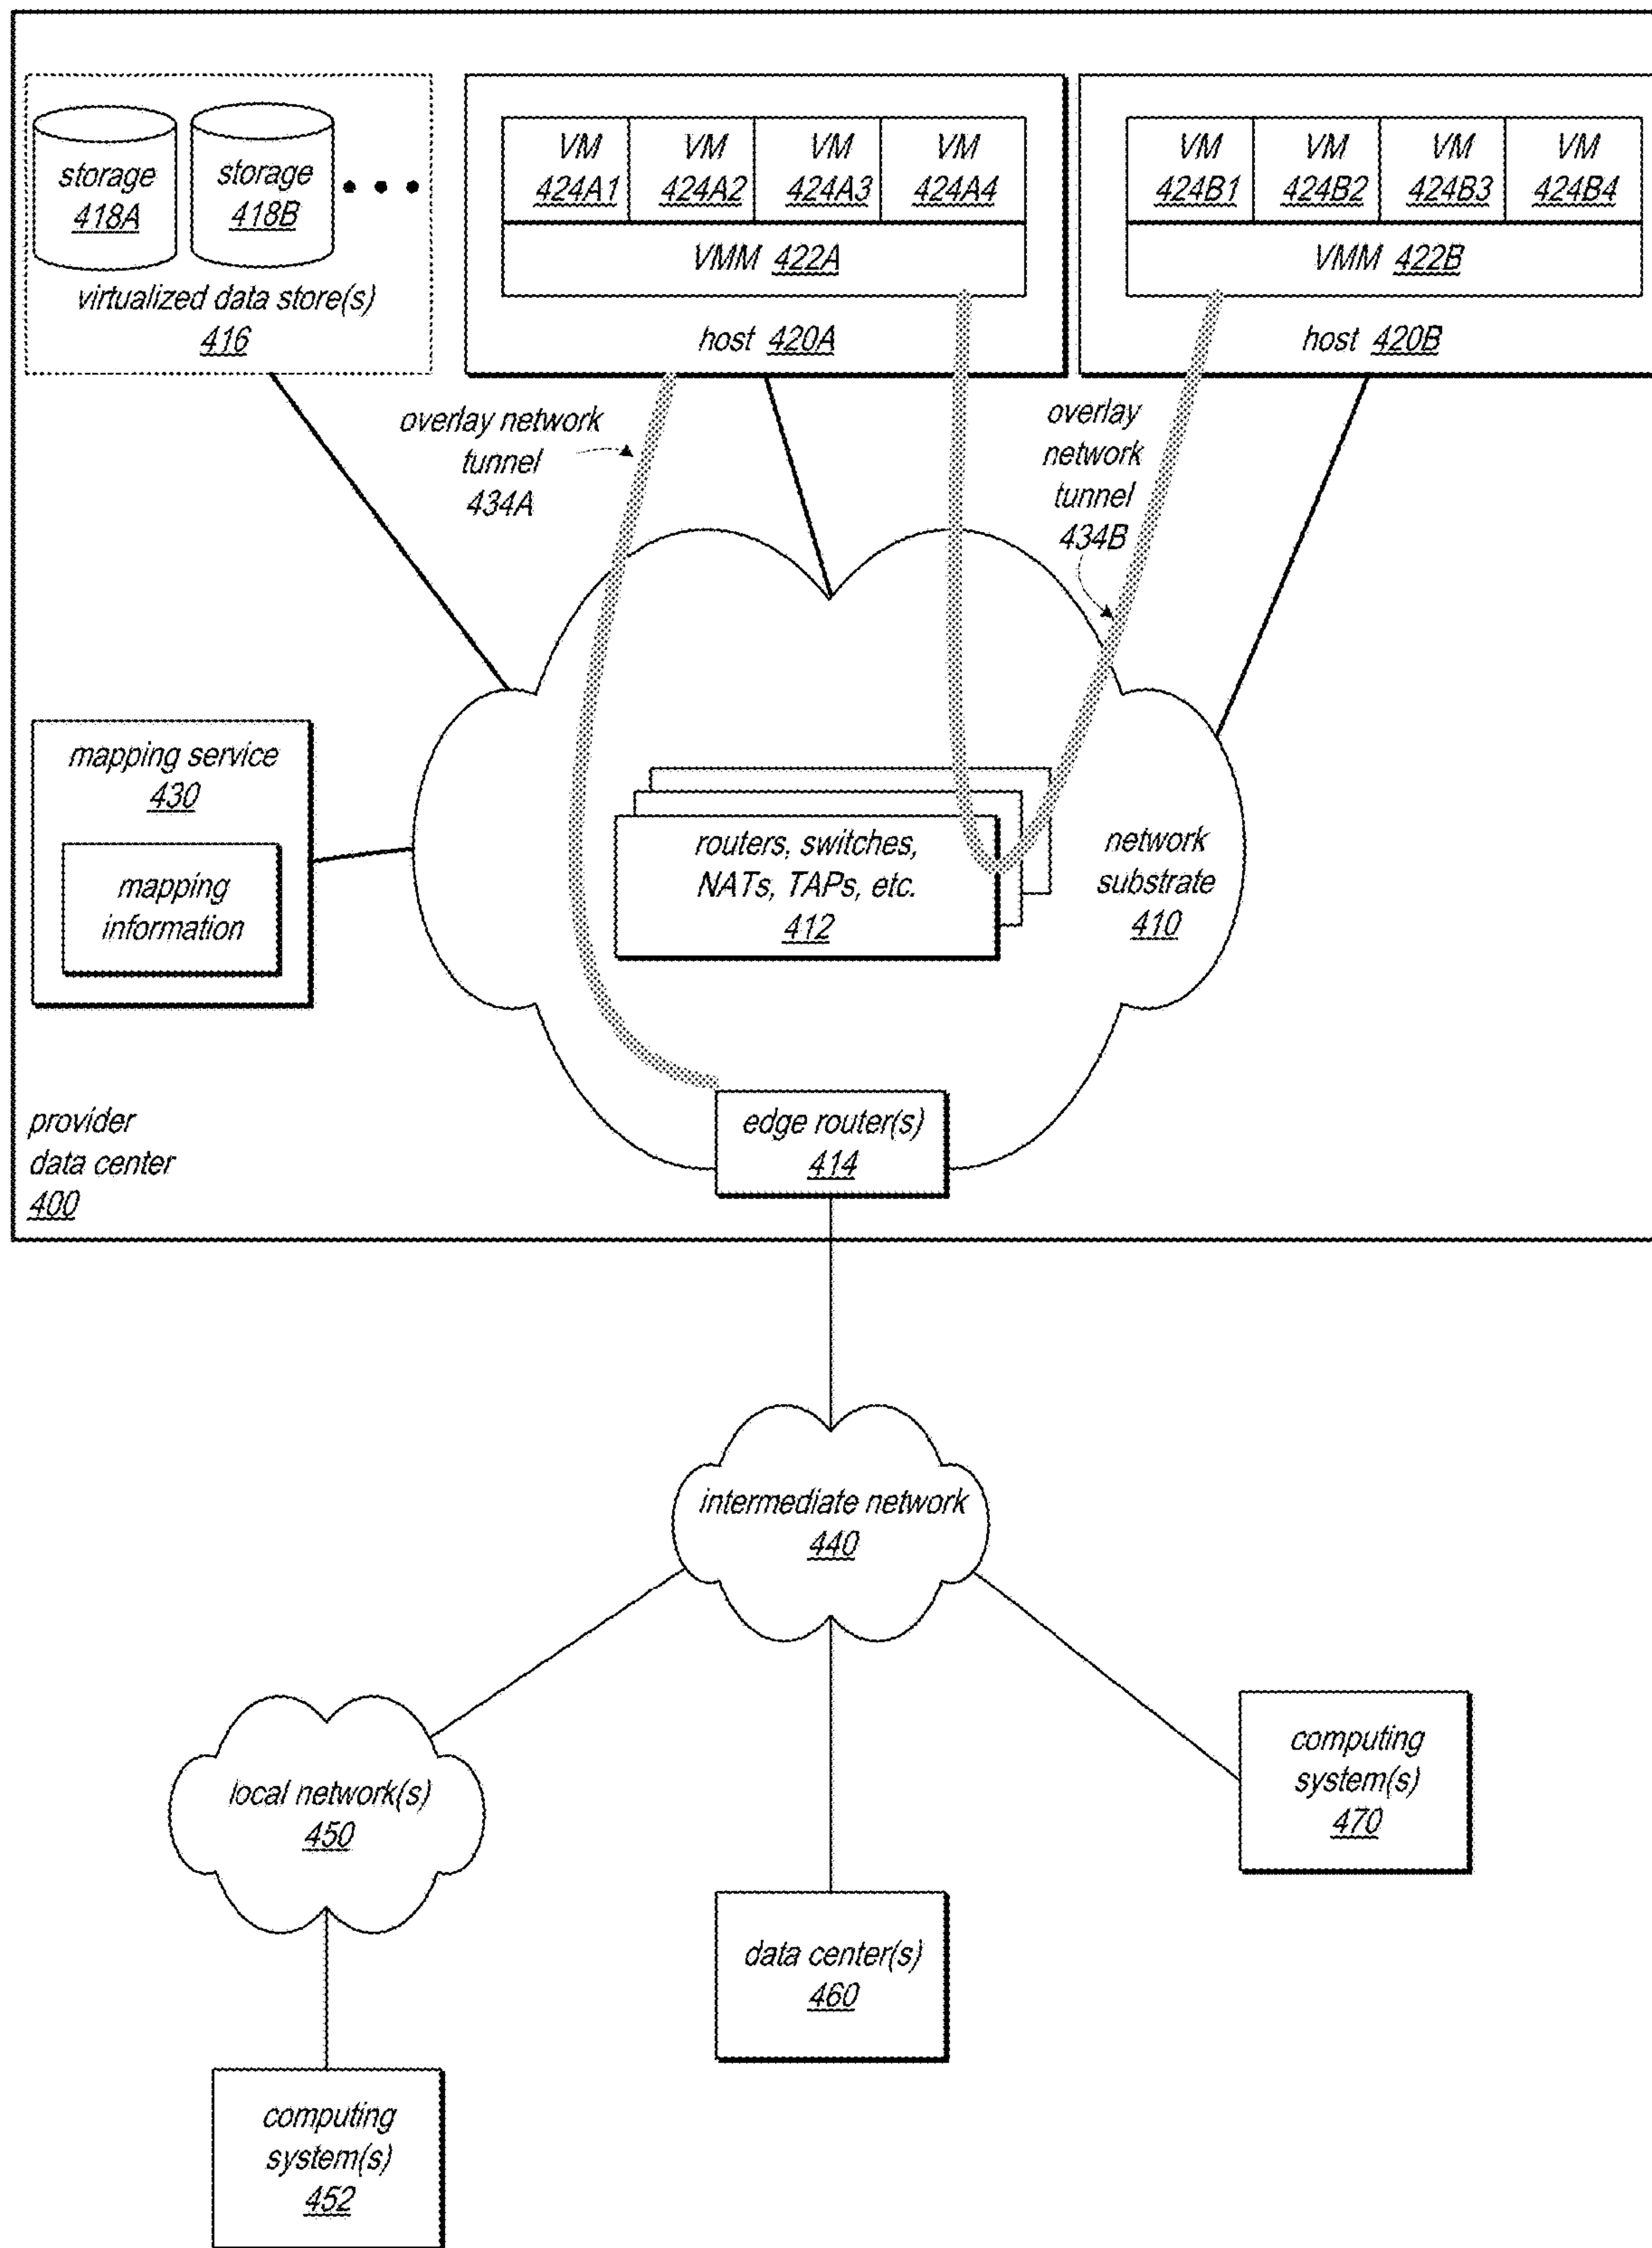 storage
418A
storage
418B
virtualized data store(s)
416
VM
424A1
VM
424A2
VM
424A3
VM
424A4
VMM 422A
host 420A
VM
424B1
VM
424B2
VM
424B3
VM
424B4
VMM 422B
host 420B
overlay network
tunnel
434A
overlay
network
tunnel
434B
mapping service
430
mapping
information
routers, switches,
NATs, TAPs, etc.
412
network
substrate
410
edge router(s)
414
provider
data center
400
intermediate network
440
local network(s)
450
computing
system(s)
470
data center(s)
460
computing
system(s)
452